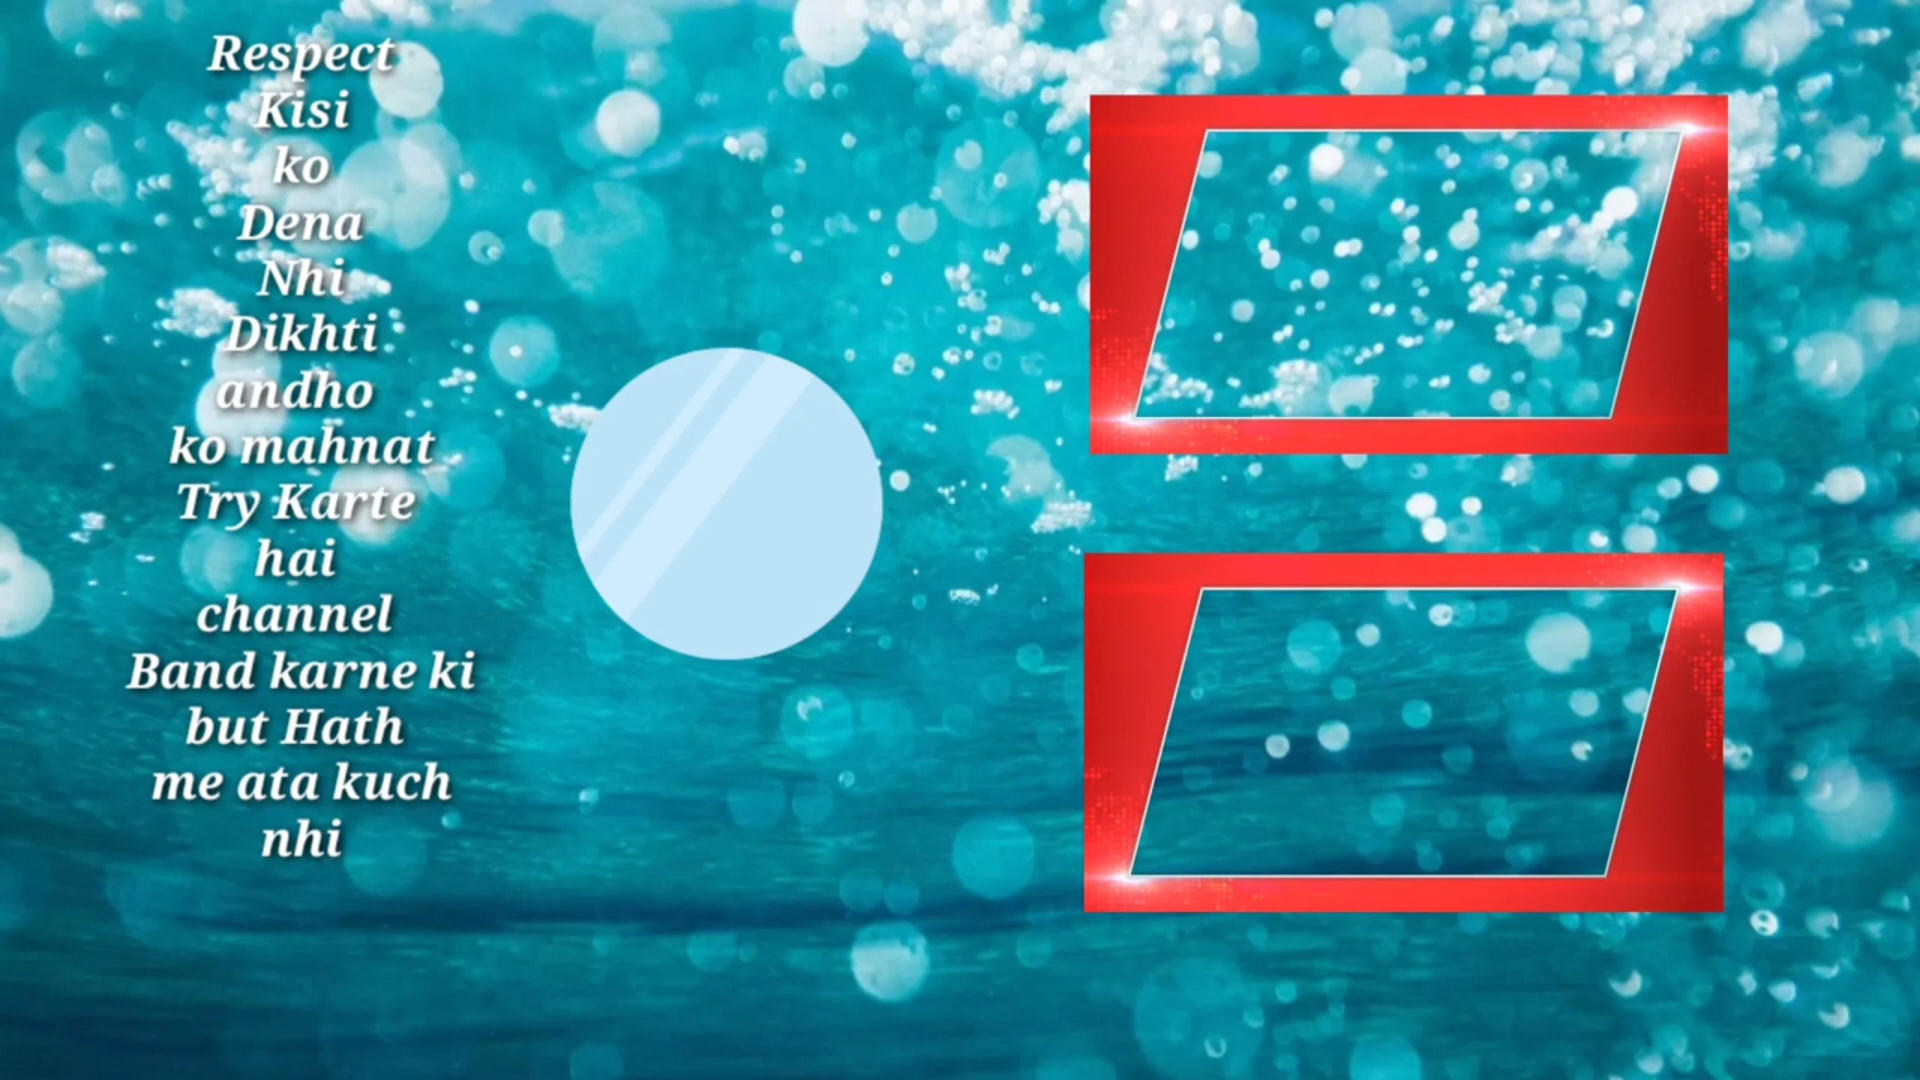 Respect
Kisi
ko
Dena
Nhi
Dikhti
andho
ko mahnat
Try Karte
hai
channel
Band karne ki
but Hath
me ata kuch
nhi